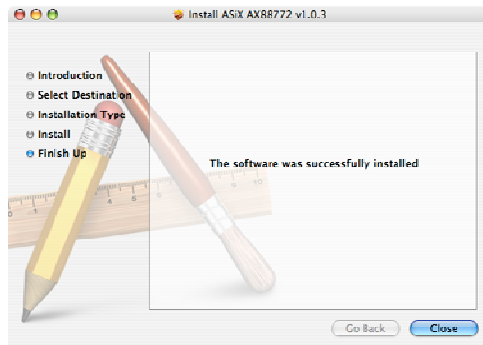 Install ASiX AX88772 v1.0.3
Introduction
Select Destination
Installation Type
Install
Finish Up
The software was successfully installed
Go Back
Close